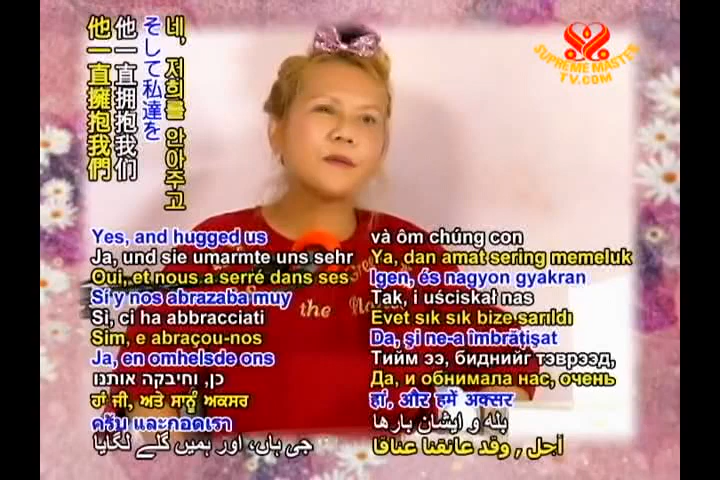 네, 저희를 안아주고
そして私達を
他一直拥抱我们
他一直擁抱我們
SUPREME MASTER
TV.COM
the
Yes, and hugged us
Ja, und sie umarmte uns sehr
Oui, et nous a serré dans ses
Sí y nos abrazaba muy
Sì, ci ha abbracciati
Sim, e abraçou-nos
Ja, en omhelsde ons
כן, וחיבקה אותנו
ਹਾਂ ਜੀ, ਅਤੇ ਸਾਨੂੰ ਅਕਸਰ
ครับ และกอดเรา
جی ہاں، اور ہمیں گلے لگایا
và ôm chúng con
Ya, dan amat sering memeluk
Igen, és nagyon gyakran
Tak, i uściskał nas
Evet sık sık bize sarıldı
Da, şi ne-a îmbrăţişat
Тийм ээ, биднийг тэврээд,
Да, и обнимала нас, очень
हां, और हमें अक्सर
بله و ایشان بارها
أجل , وقد عانقنا عناقا